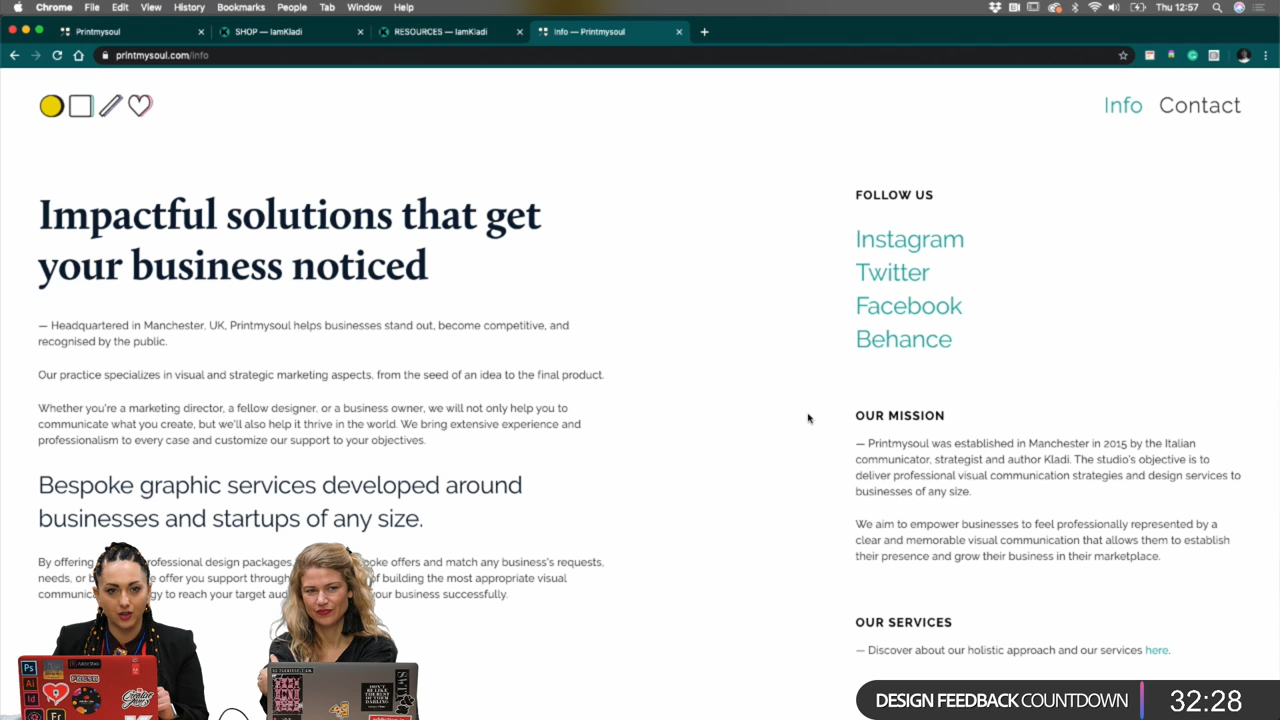 Chrome File Edit View History Bookmarks People Tab Window Help Thu 12:57
Printmysoul SHOP — IamKladi RESOURCES — IamKladi Info — Printmysoul
printmysoul.com/info
Info Contact
Impactful solutions that get
your business noticed
— Headquartered in Manchester, UK, Printmysoul helps businesses stand out, become competitive, and
recognised by the public.
Our practice specializes in visual and strategic marketing aspects, from the seed of an idea to the final product.
Whether you're a marketing director, a fellow designer, or a business owner, we will not only help you to
communicate what you create, but we'll also help it thrive in the world. We bring extensive experience and
professionalism to every case and customize our support to your objectives.
Bespoke graphic services developed around
businesses and startups of any size.
By offering rofessional design packages, oke offers and match any business's requests,
needs, or b e offer you support through of building the most appropriate visual
communic gy to reach your target aud your business successfully.
FOLLOW US
Instagram
Twitter
Facebook
Behance
OUR MISSION
— Printmysoul was established in Manchester in 2015 by the Italian
communicator, strategist and author Kladi. The studio's objective is to
deliver professional visual communication strategies and design services to
businesses of any size.
We aim to empower businesses to feel professionally represented by a
clear and memorable visual communication that allows them to establish
their presence and grow their business in their marketplace.
OUR SERVICES
— Discover about our holistic approach and our services here.
Ps
Ai
Id
Fr
DESIGN FEEDBACK COUNTDOWN 32:28